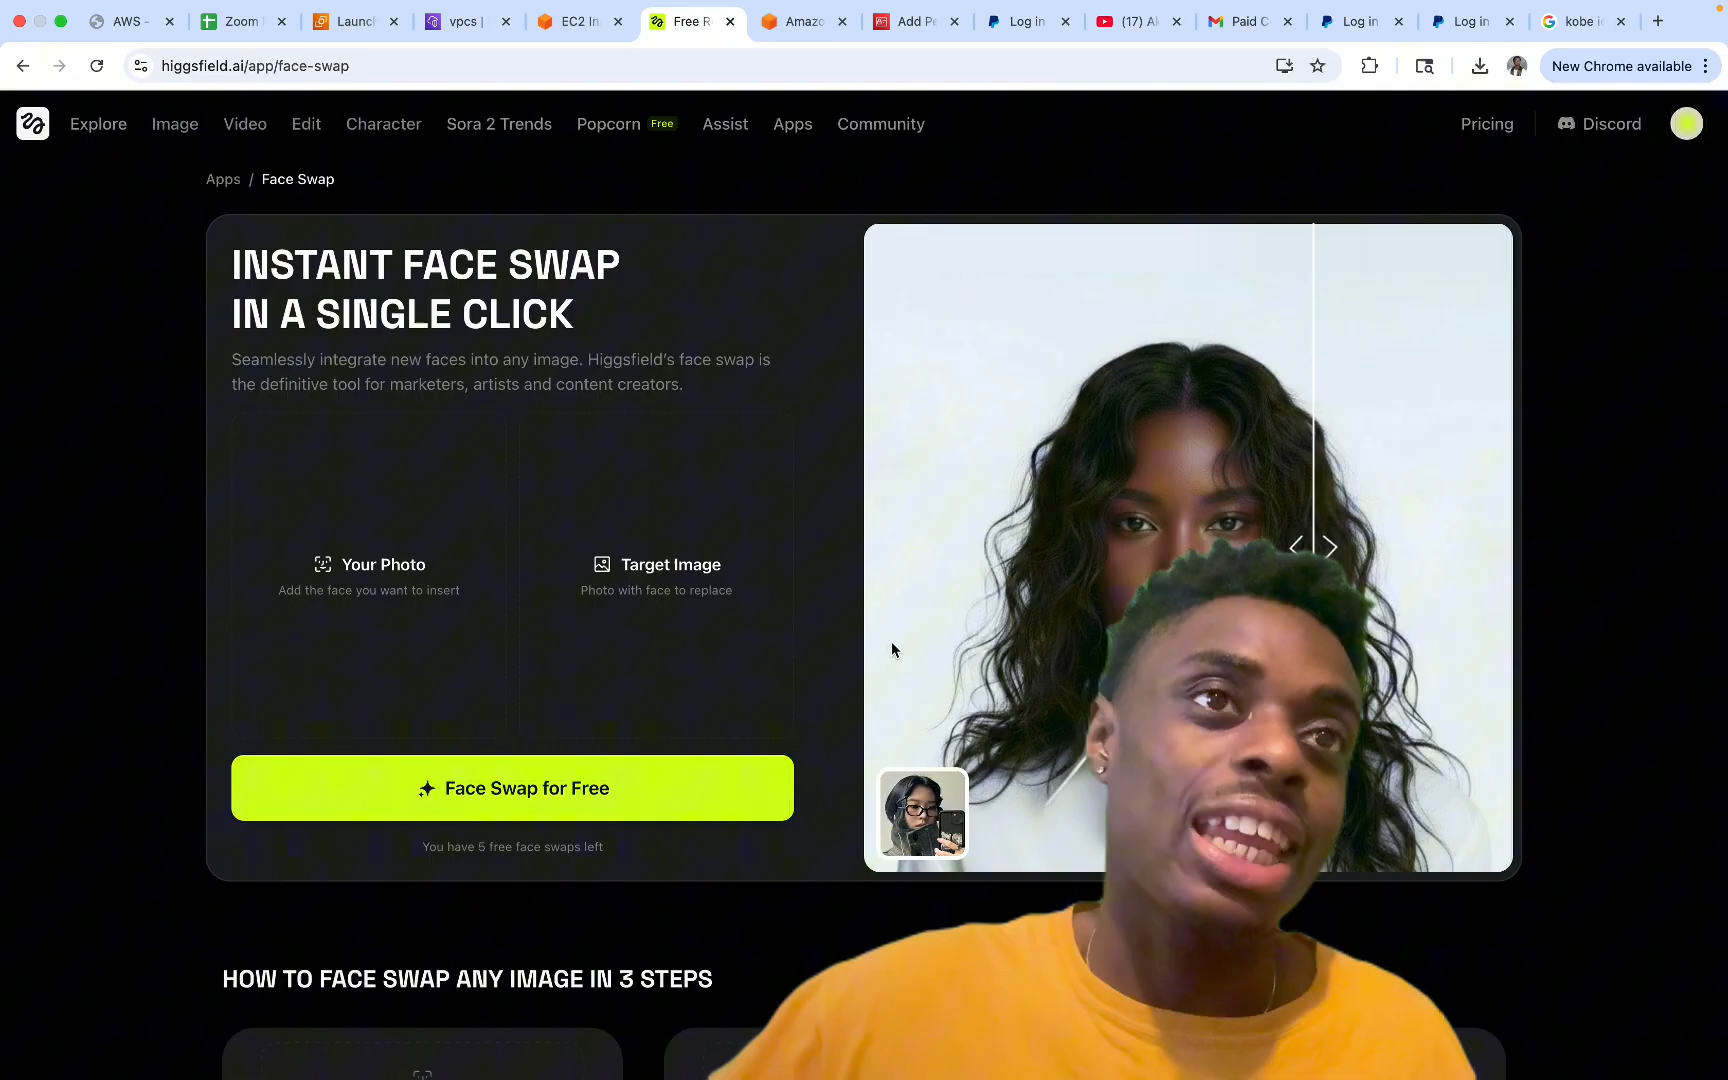 AWS -
Zoom
Launc
vpcs |
EC2 In
Free R
Amazo
Add Pe
Log in
(17) Al
Paid C
Log in
Log in
kobe i
higgsfield.ai/app/face-swap
New Chrome available
Explore
Image
Video
Edit
Character
Sora 2 Trends
Popcorn Free
Assist
Apps
Community
Pricing
Discord
Apps / Face Swap
INSTANT FACE SWAP
IN A SINGLE CLICK
Seamlessly integrate new faces into any image. Higgsfield's face swap is
the definitive tool for marketers, artists and content creators.
Your Photo
Add the face you want to insert
Target Image
Photo with face to replace
Face Swap for Free
You have 5 free face swaps left
HOW TO FACE SWAP ANY IMAGE IN 3 STEPS